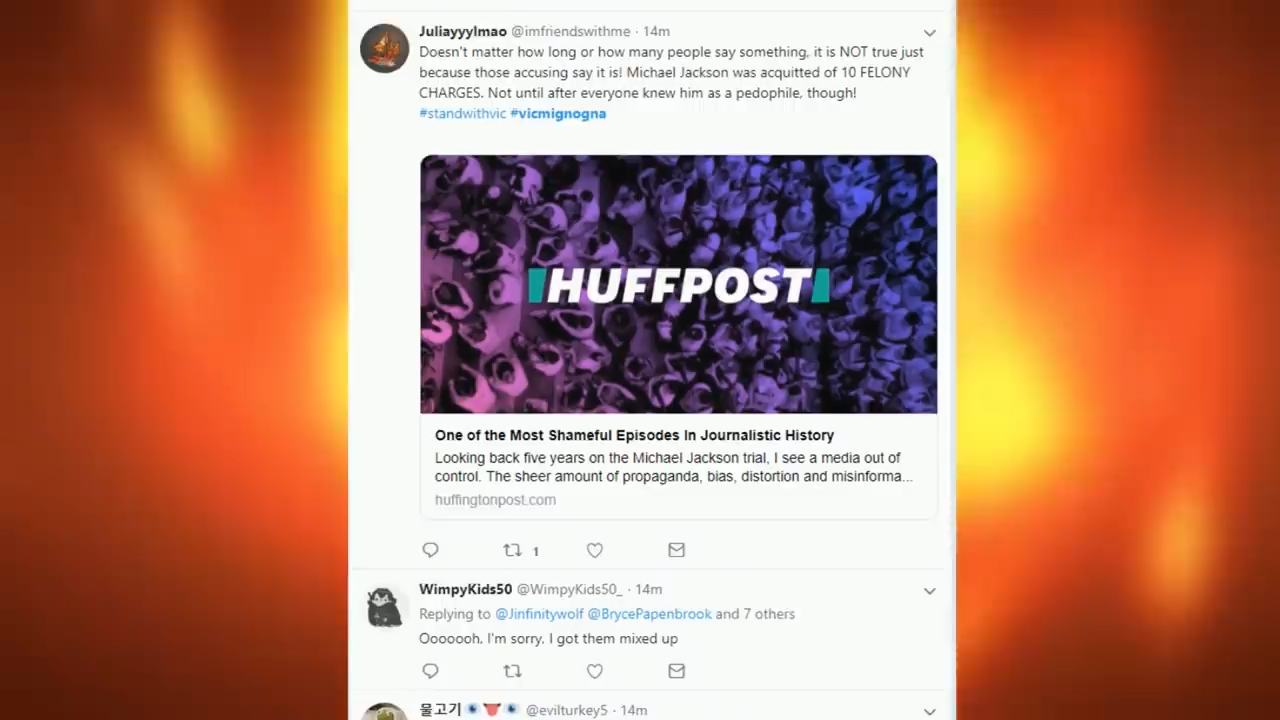 Juliayyylmao @imfriendswithme · 14m
Doesn't matter how long or how many people say something, it is NOT true just
because those accusing say it is! Michael Jackson was acquitted of 10 FELONY
CHARGES. Not until after everyone knew him as a pedophile, though!
#standwithvic #vicmignogna
HUFFPOST
One of the Most Shameful Episodes In Journalistic History
Looking back five years on the Michael Jackson trial, I see a media out of
control. The sheer amount of propaganda, bias, distortion and misinforma...
huffingtonpost.com
1
WimpyKids50 @WimpyKids50_ · 14m
Replying to @Jinfinitywolf @BrycePapenbrook and 7 others
Ooooooh, I'm sorry, I got them mixed up
물고기 @evilturkey5 · 14m